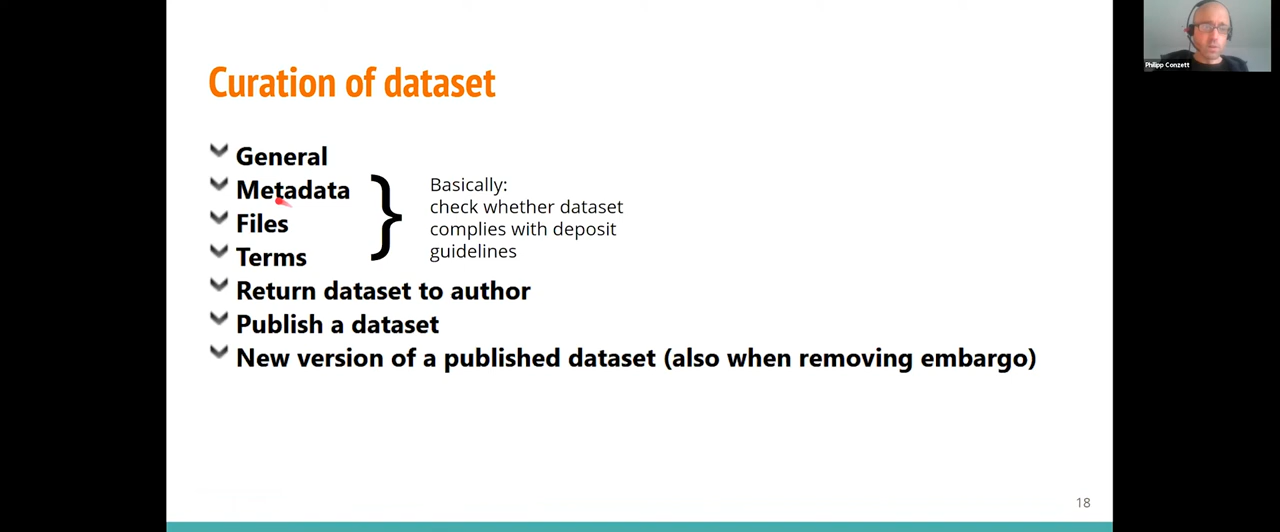 Curation of dataset
General
Metadata
Files
Terms
Return dataset to author
Publish a dataset
New version of a published dataset (also when removing embargo)
}
Basically:
check whether dataset
complies with deposit
guidelines
18
Philipp Conzett